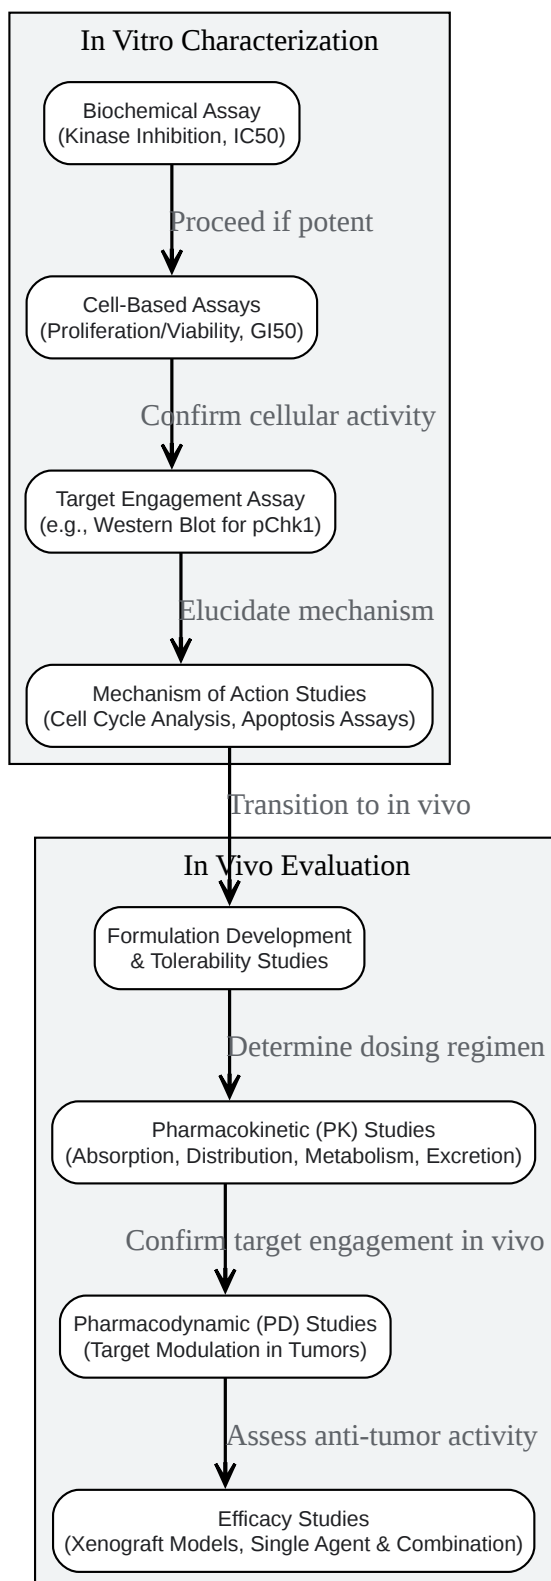 In Vitro Characterization
Biochemical Assay
(Kinase Inhibition, IC50)
Proceed if potent
Cell-Based Assays
(Proliferation/Viability, GI50)
Confirm cellular activity
Target Engagement Assay
(e.g., Western Blot for pChk1)
Elucidate mechanism
Mechanism of Action Studies
(Cell Cycle Analysis, Apoptosis Assays)
Transition to in vivo
In Vivo Evaluation
Formulation Development
& Tolerability Studies
Determine dosing regimen
Pharmacokinetic (PK) Studies
(Absorption, Distribution, Metabolism, Excretion)
Confirm target engagement in vivo
Pharmacodynamic (PD) Studies
(Target Modulation in Tumors)
Assess anti-tumor activity
Efficacy Studies
(Xenograft Models, Single Agent & Combination)